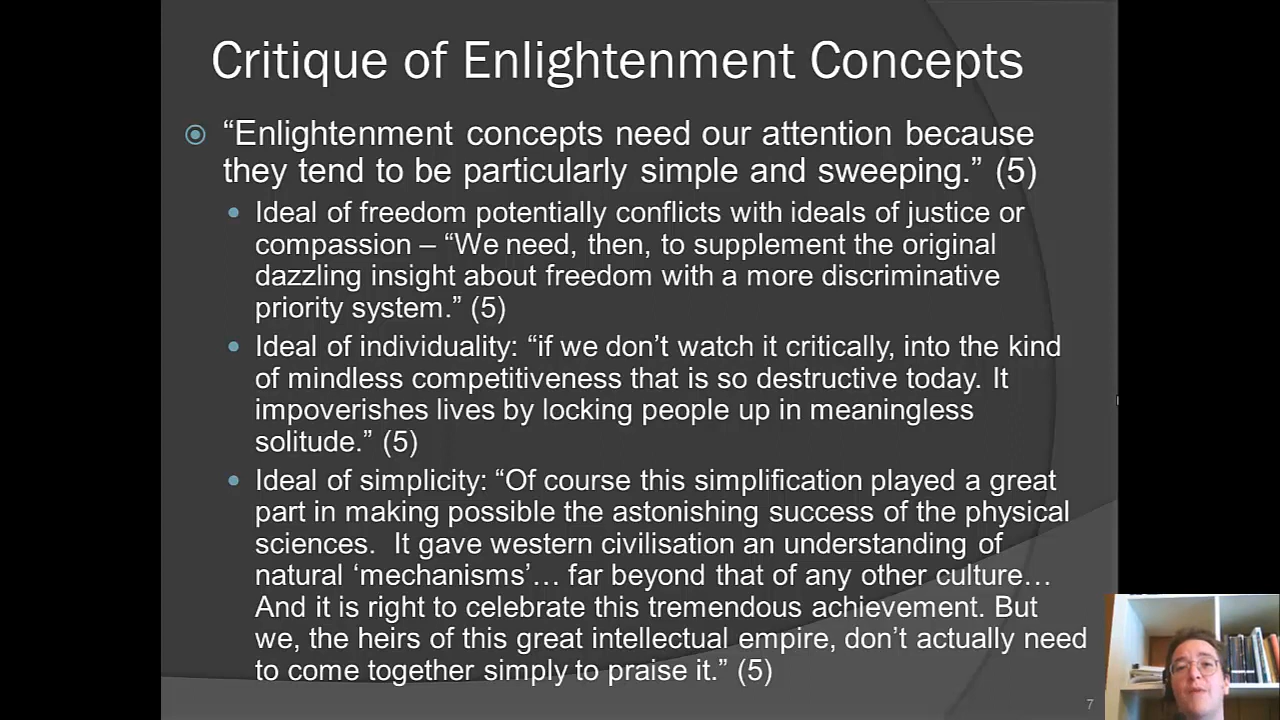 Critique of Enlightenment Concepts
“Enlightenment concepts need our attention because
they tend to be particularly simple and sweeping.” (5)
Ideal of freedom potentially conflicts with ideals of justice or
compassion – “We need, then, to supplement the original
dazzling insight about freedom with a more discriminative
priority system.” (5)
Ideal of individuality: “if we don’t watch it critically, into the kind
of mindless competitiveness that is so destructive today. It
impoverishes lives by locking people up in meaningless
solitude.” (5)
Ideal of simplicity: “Of course this simplification played a great
part in making possible the astonishing success of the physical
sciences.  It gave western civilisation an understanding of
natural ‘mechanisms’… far beyond that of any other culture…
And it is right to celebrate this tremendous achievement. But
we, the heirs of this great intellectual empire, don’t actually need
to come together simply to praise it.” (5)
7